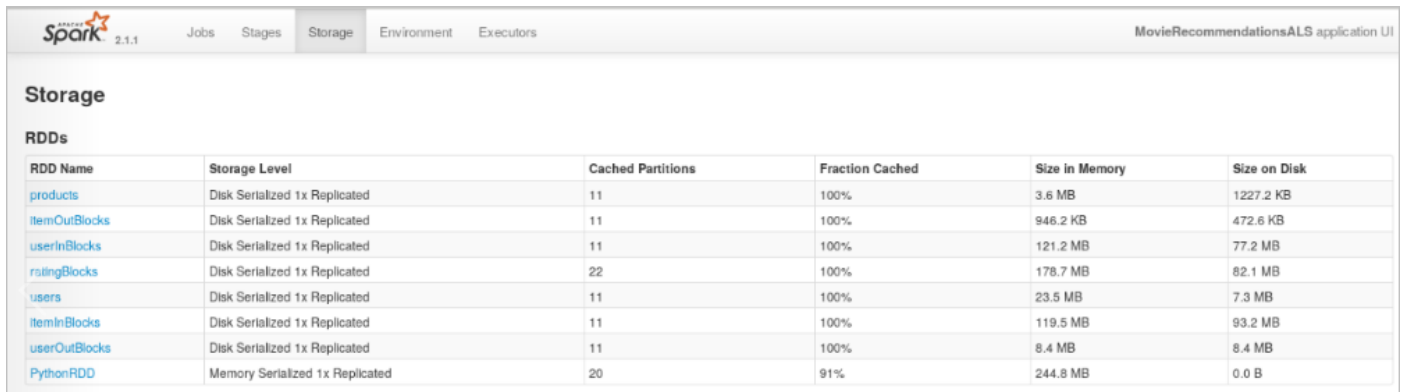 APACHE
Spark 2.1.1 Jobs Stages Storage Environment Executors MovieRecommendationsALS application UI
Storage
RDDs
RDD Name Storage Level Cached Partitions Fraction Cached Size in Memory Size on Disk
products Disk Serialized 1x Replicated 11 100% 3.6 MB 1227.2 KB
itemOutBlocks Disk Serialized 1x Replicated 11 100% 946.2 KB 472.6 KB
userInBlocks Disk Serialized 1x Replicated 11 100% 121.2 MB 77.2 MB
ratingBlocks Disk Serialized 1x Replicated 22 100% 178.7 MB 82.1 MB
users Disk Serialized 1x Replicated 11 100% 23.5 MB 7.3 MB
itemInBlocks Disk Serialized 1x Replicated 11 100% 119.5 MB 93.2 MB
userOutBlocks Disk Serialized 1x Replicated 11 100% 8.4 MB 8.4 MB
PythonRDD Memory Serialized 1x Replicated 20 91% 244.8 MB 0.0 B